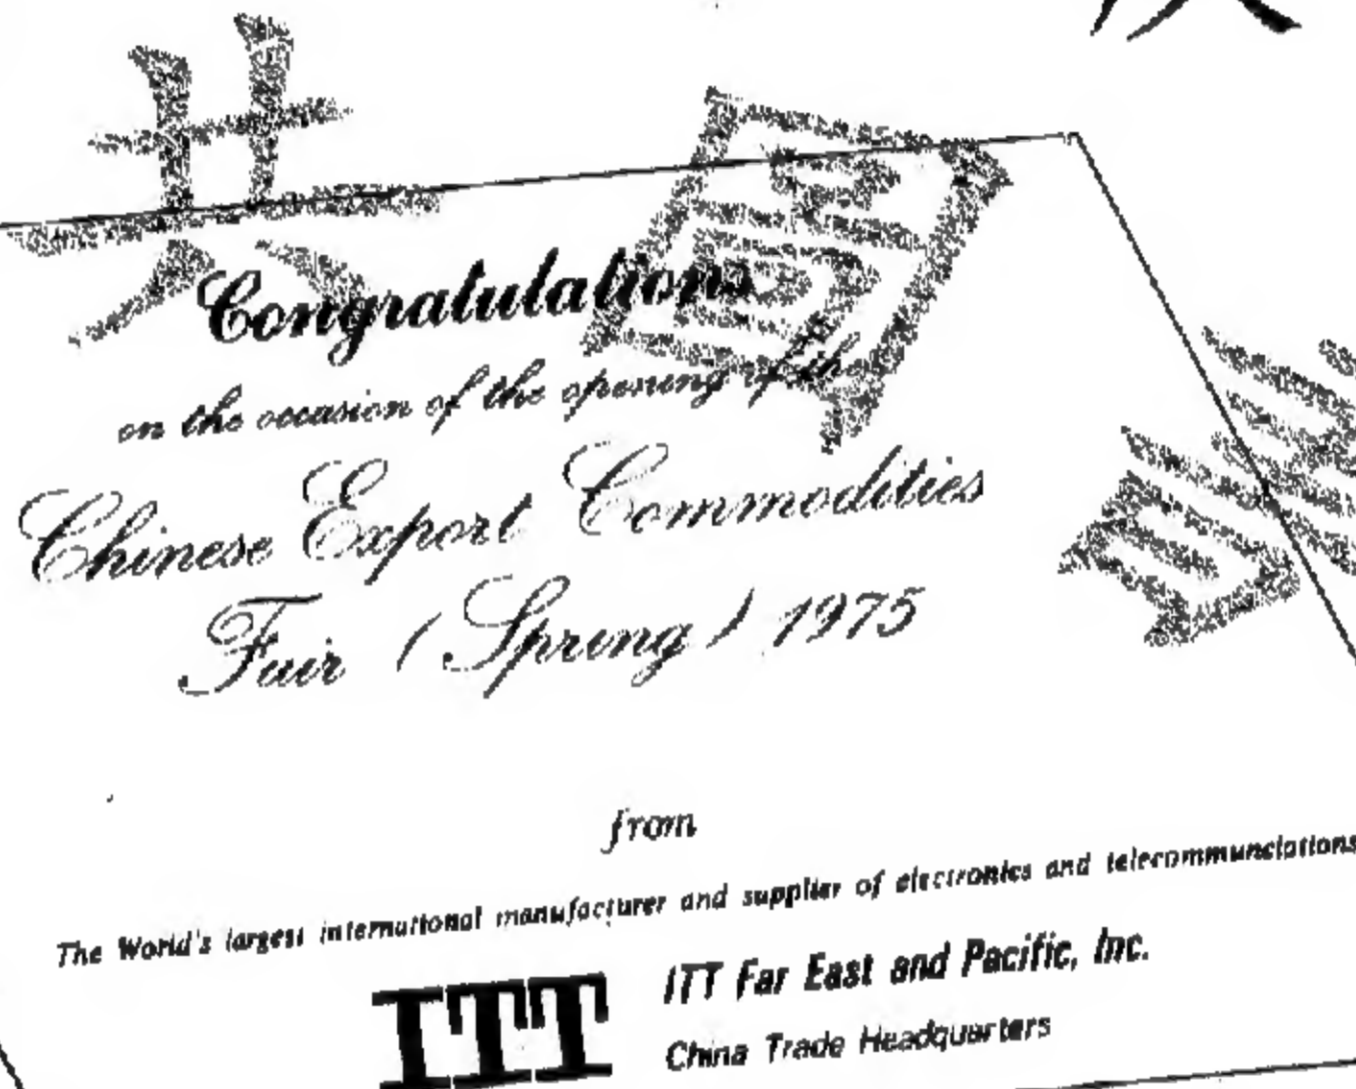 Congratulations
on the occasion of the opening of the
Chinese Export Commodities
Fair (Spring) 1975
from
The World's largest international manufacturer and supplier of electronics and telecommunciations
ITT
ITT Far East and Pacific, Inc.
China Trade Headquarters